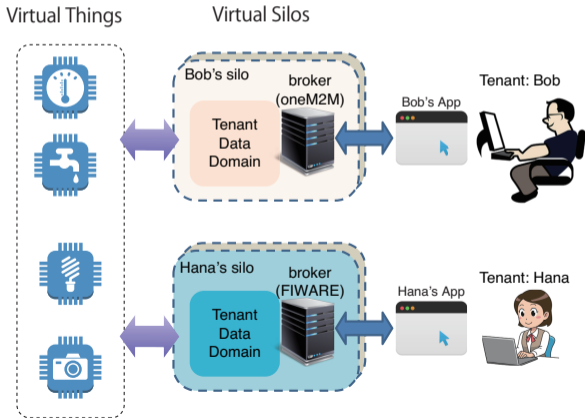 Virtual Things
Virtual Silos
Bob's silo
broker
(oneM2M)
Tenant
Data
Domain
Bob's App
Tenant: Bob
Hana's silo
broker
(FIWARE)
Tenant
Data
Domain
Hana's App
Tenant: Hana